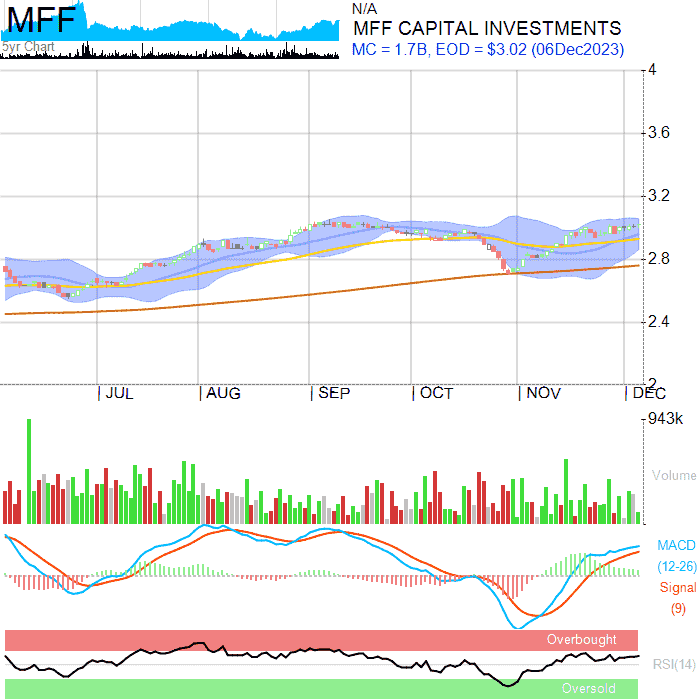 MFF
5yr Chart
N/A
MFF CAPITAL INVESTMENTS
MC = 1.7B, EOD = $3.02 (06Dec2023)
4
3.6
3.2
2.8
2.4
2
JUL AUG SEP OCT NOV DEC
943k
Volume
MACD
(12-26)
Signal
(9)
Overbought
RSI(14)
Oversold